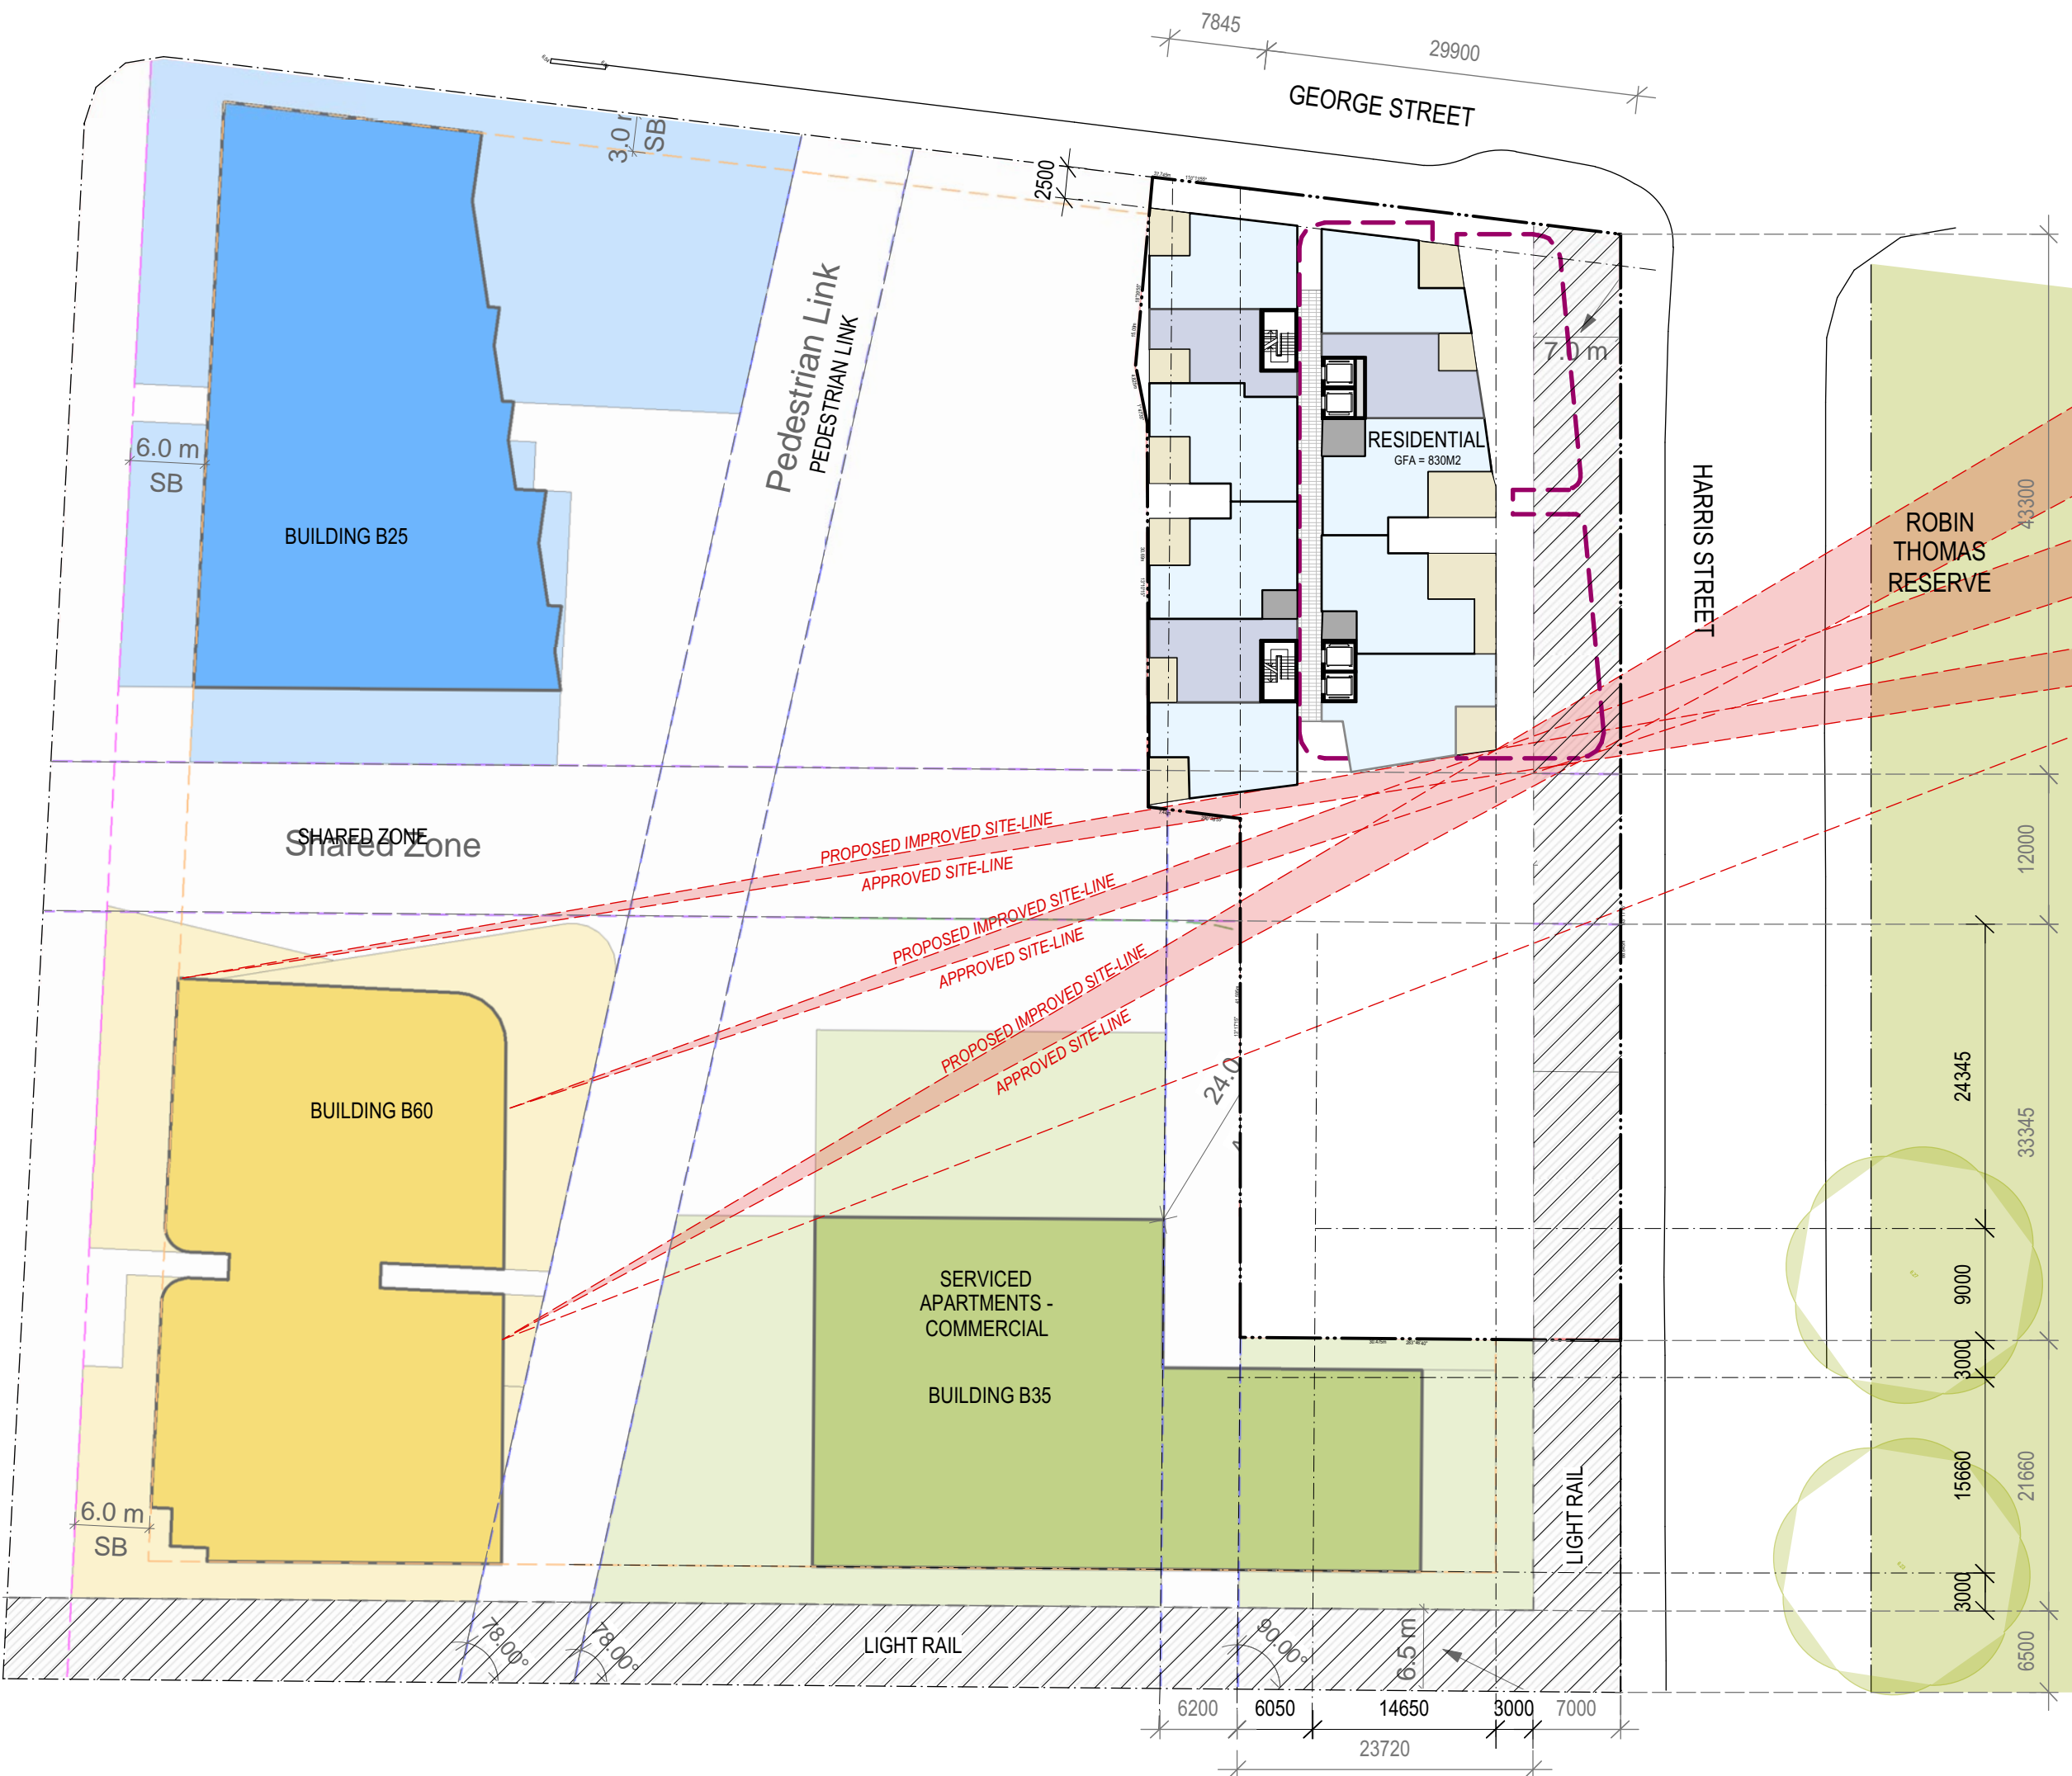 7845
29900
GEORGE STREET
3.0 m
SB
2500
Pedestrian Link
PEDESTRIAN LINK
7.0 m
6.0 m
SB
BUILDING B25
RESIDENTIAL
GFA = 830M2
HARRIS STREET
ROBIN
THOMAS
RESERVE
43300
SHARED ZONE
Shared Zone
PROPOSED IMPROVED SITE-LINE
APPROVED SITE-LINE
PROPOSED IMPROVED SITE-LINE
APPROVED SITE-LINE
PROPOSED IMPROVED SITE-LINE
APPROVED SITE-LINE
12000
24.0
24345
33345
BUILDING B60
SERVICED
APARTMENTS -
COMMERCIAL
BUILDING B35
9000
3000
15660
21660
3000
6500
6.0 m
SB
LIGHT RAIL
78.00°
78.00°
LIGHT RAIL
90.00°
6.5 m
6200
6050
14650
3000
7000
23720